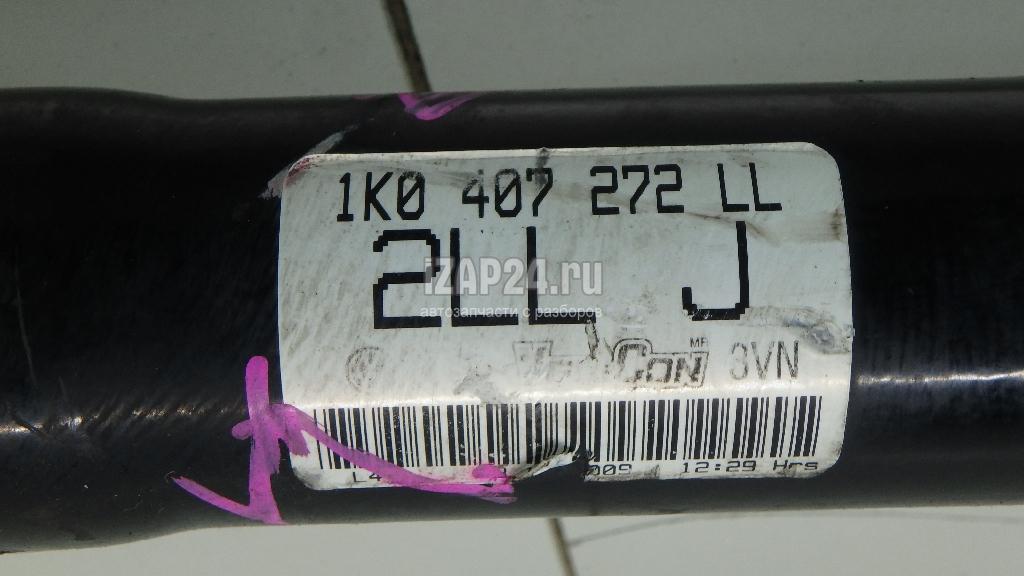 1K0 407 272 LL
2LL J
iZAP24.ru
автозапчасти с разборов
3VN
12:29 Hrs